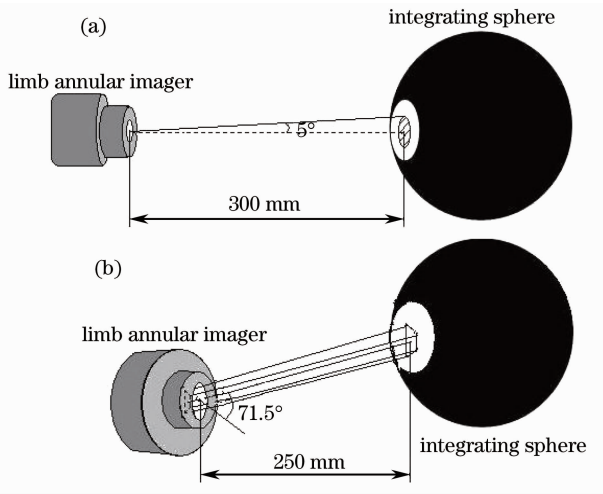 (a)
integrating sphere
limb annular imager
5°
300 mm
(b)
limb annular imager
71.5°
integrating sphere
250 mm